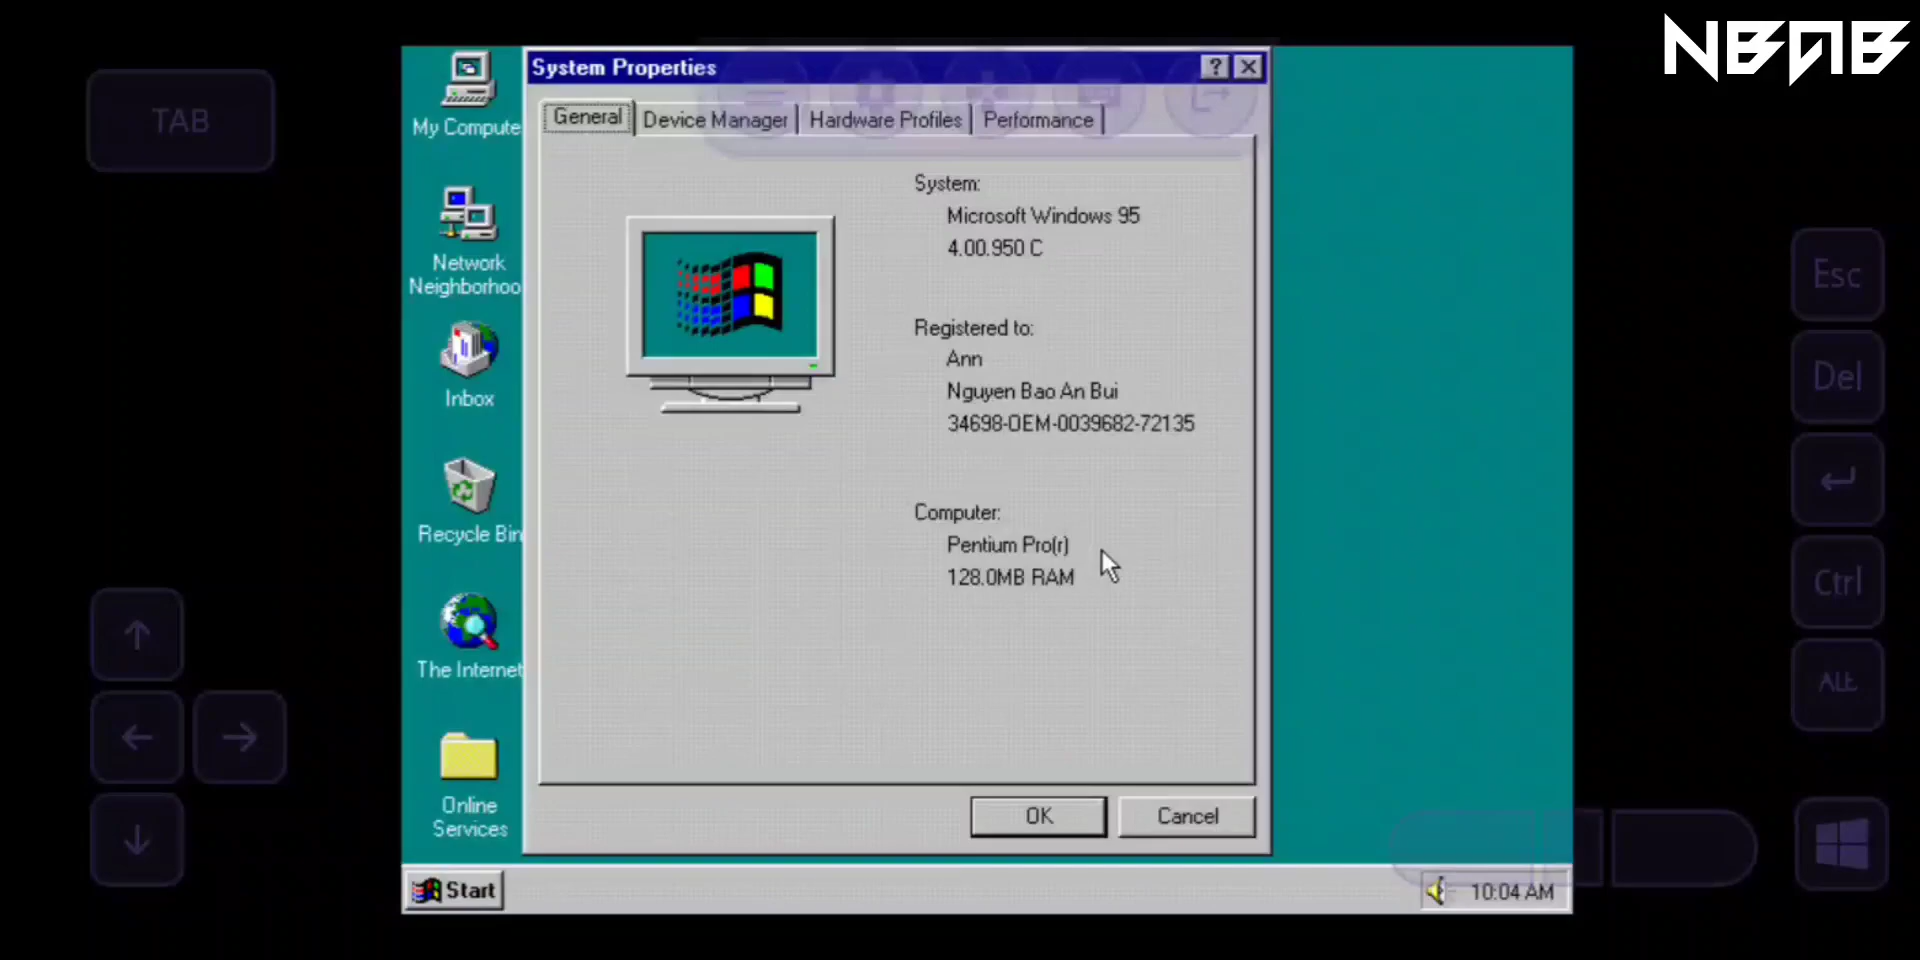 NBAB
TAB
My Compute
System Properties
?
General
Device Manager
Hardware Profiles
Performance
System:
Microsoft Windows 95
4.00.950 C
Registered to:
Ann
Nguyen Bao An Bui
34698-OEM-0039682-72135
Computer:
Pentium Pro(r)
128.0MB RAM
OK
Cancel
Network
Neighborhoo
Inbox
Recycle Bin
The Internet
Online
Services
Start
10:04 AM
Esc
Del
Ctrl
ALt